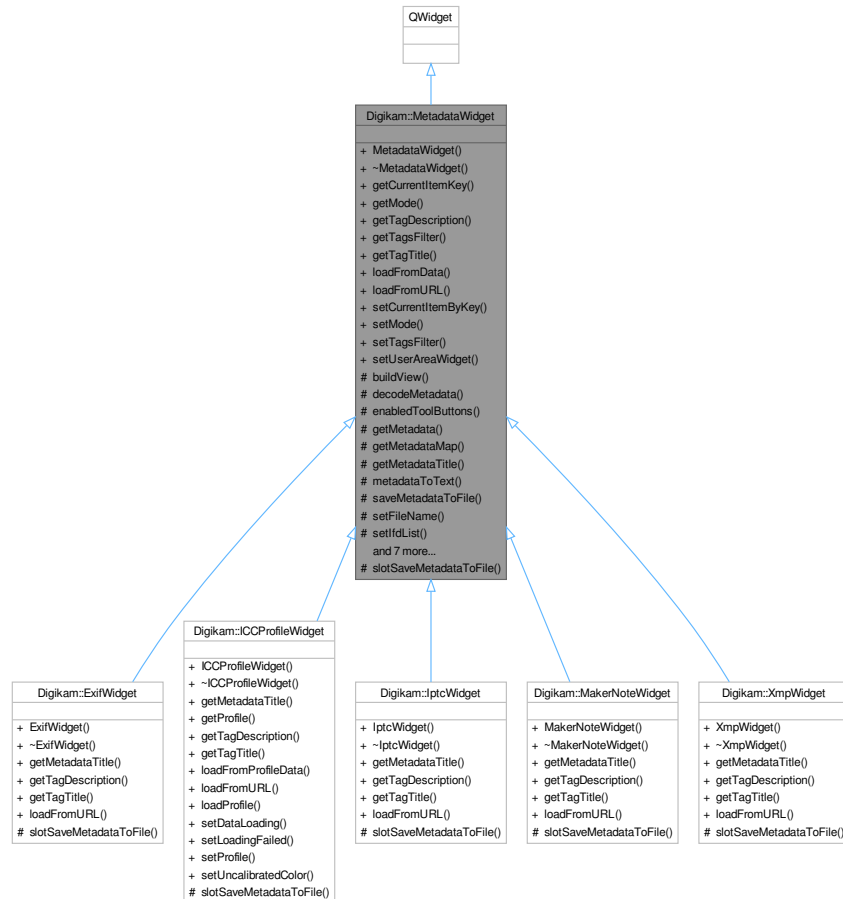 QWidget
Digikam::MetadataWidget
+ MetadataWidget()
+ ~MetadataWidget()
+ getCurrentItemKey()
+ getMode()
+ getTagDescription()
+ getTagsFilter()
+ getTagTitle()
+ loadFromData()
+ loadFromURL()
+ setCurrentItemByKey()
+ setMode()
+ setTagsFilter()
+ setUserAreaWidget()
# buildView()
# decodeMetadata()
# enabledToolButtons()
# getMetadata()
# getMetadataMap()
# getMetadataTitle()
# metadataToText()
# saveMetadataToFile()
# setFileName()
# setIfdList()
and 7 more...
# slotSaveMetadataToFile()
Digikam::ExifWidget
+ ExifWidget()
+ ~ExifWidget()
+ getMetadataTitle()
+ getTagDescription()
+ getTagTitle()
+ loadFromURL()
# slotSaveMetadataToFile()
Digikam::ICCProfileWidget
+ ICCProfileWidget()
+ ~ICCProfileWidget()
+ getMetadataTitle()
+ getProfile()
+ getTagDescription()
+ getTagTitle()
+ loadFromProfileData()
+ loadFromURL()
+ loadProfile()
+ setDataLoading()
+ setLoadingFailed()
+ setProfile()
+ setUncalibratedColor()
# slotSaveMetadataToFile()
Digikam::IptcWidget
+ IptcWidget()
+ ~IptcWidget()
+ getMetadataTitle()
+ getTagDescription()
+ getTagTitle()
+ loadFromURL()
# slotSaveMetadataToFile()
Digikam::MakerNoteWidget
+ MakerNoteWidget()
+ ~MakerNoteWidget()
+ getMetadataTitle()
+ getTagDescription()
+ getTagTitle()
+ loadFromURL()
# slotSaveMetadataToFile()
Digikam::XmpWidget
+ XmpWidget()
+ ~XmpWidget()
+ getMetadataTitle()
+ getTagDescription()
+ getTagTitle()
+ loadFromURL()
# slotSaveMetadataToFile()